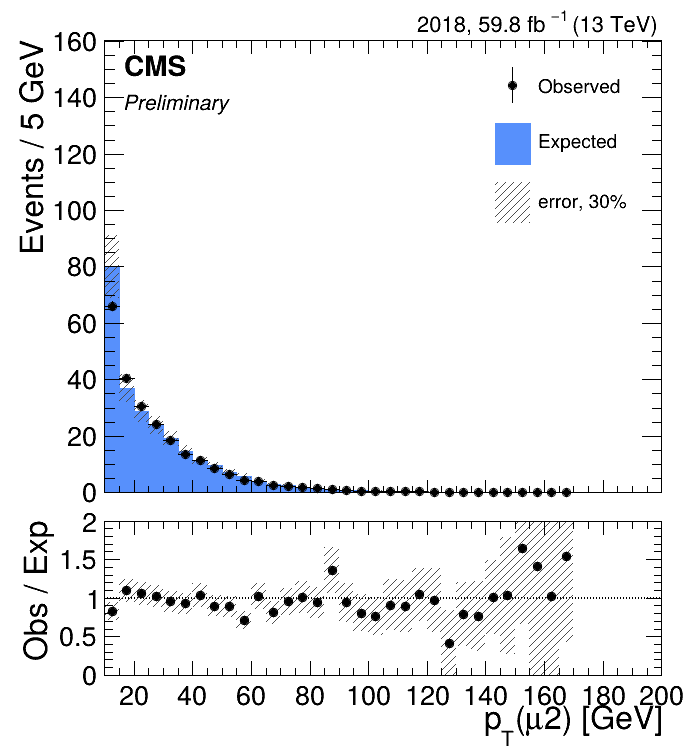 2018, 59.8 fb⁻¹ (13 TeV)
CMS
Preliminary
Observed
Expected
error, 30%
Events / 5 GeV
160
140
120
100
80
60
40
20
0
Obs / Exp
2
1.5
1
0.5
0
20 40 60 80 100 120 140 160 180 200
p_T(μ2) [GeV]